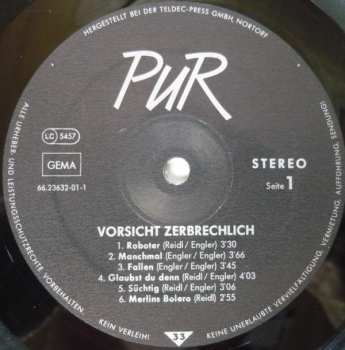 HERGESTELLT BEI DER TELDEC-PRESS GMBH, NORTORF
PUR
LC 5457
GEMA
66.23632-01-1
STEREO
Seite 1
VORSICHT ZERBRECHLICH
1. Roboter (Reidl / Engler) 3'30
2. Manchmal (Engler / Engler) 3'66
3. Fallen (Engler / Engler) 3'45
4. Glaubst du denn (Reidl / Engler) 4'03
5. Süchtig (Reidl / Engler) 3'06
6. Merlins Bolero (Reidl) 2'55
33
ALLE URHEBER- UND LEISTUNGSSCHUTZRECHTE VORBEHALTEN
KEIN VERLEIH!
KEINE UNERLAUBTE VERVIELFÄLTIGUNG, VERMIETUNG, AUFFÜHRUNG, SENDUNG!